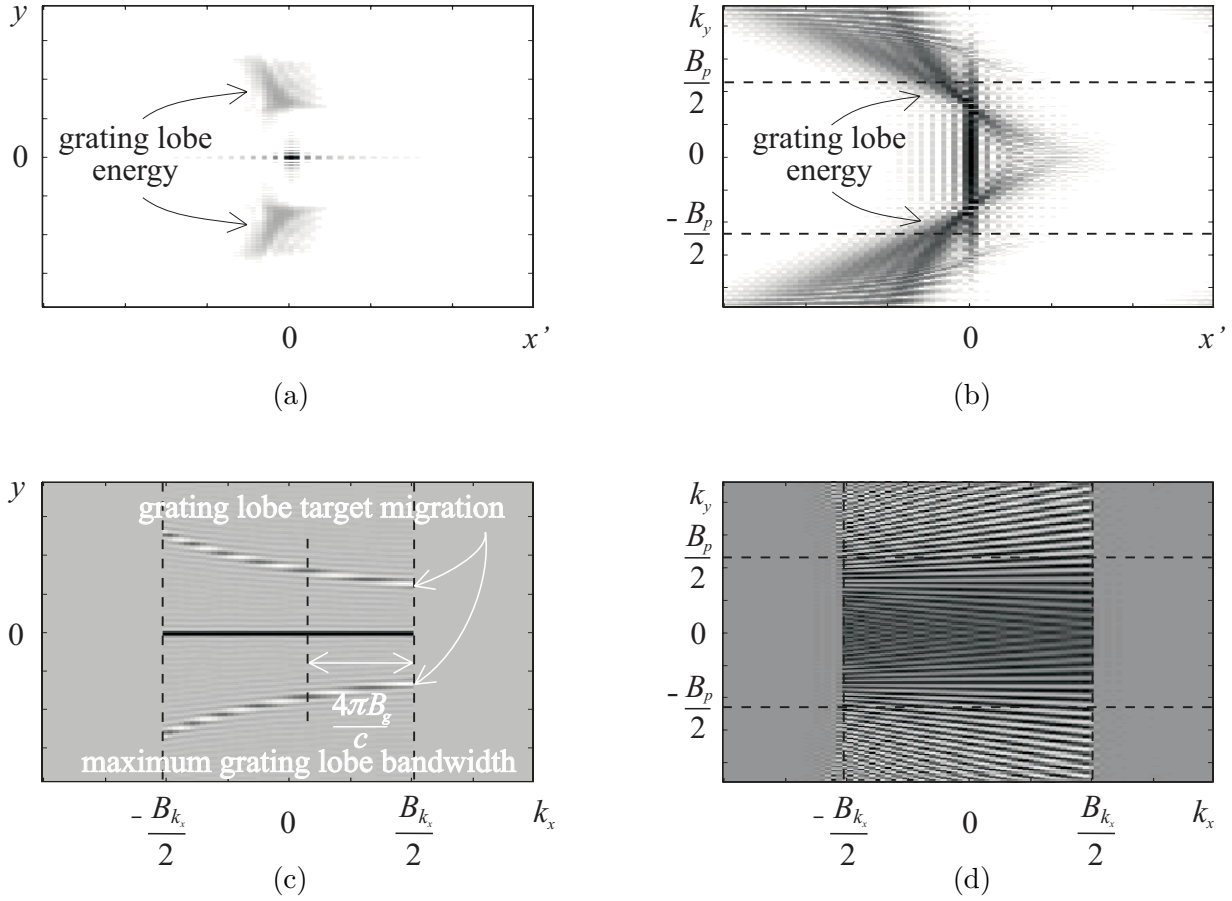 y
0
grating lobe
energy
0
x’
(a)
k_y
B_p
2
0
- B_p
2
grating lobe
energy
0
x’
(b)
y
0
grating lobe target migration
4πB_g
c
maximum grating lobe bandwidth
- B_{k_x}
2
0
B_{k_x}
2
k_x
(c)
k_y
B_p
2
0
- B_p
2
- B_{k_x}
2
0
B_{k_x}
2
k_x
(d)